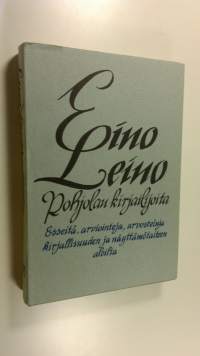 Eino
Leino
Pohjolan kirjailijoita
Esseitä, arviointeja, arvosteluja
kirjallisuuden ja näyttämötaiteen
aloilta